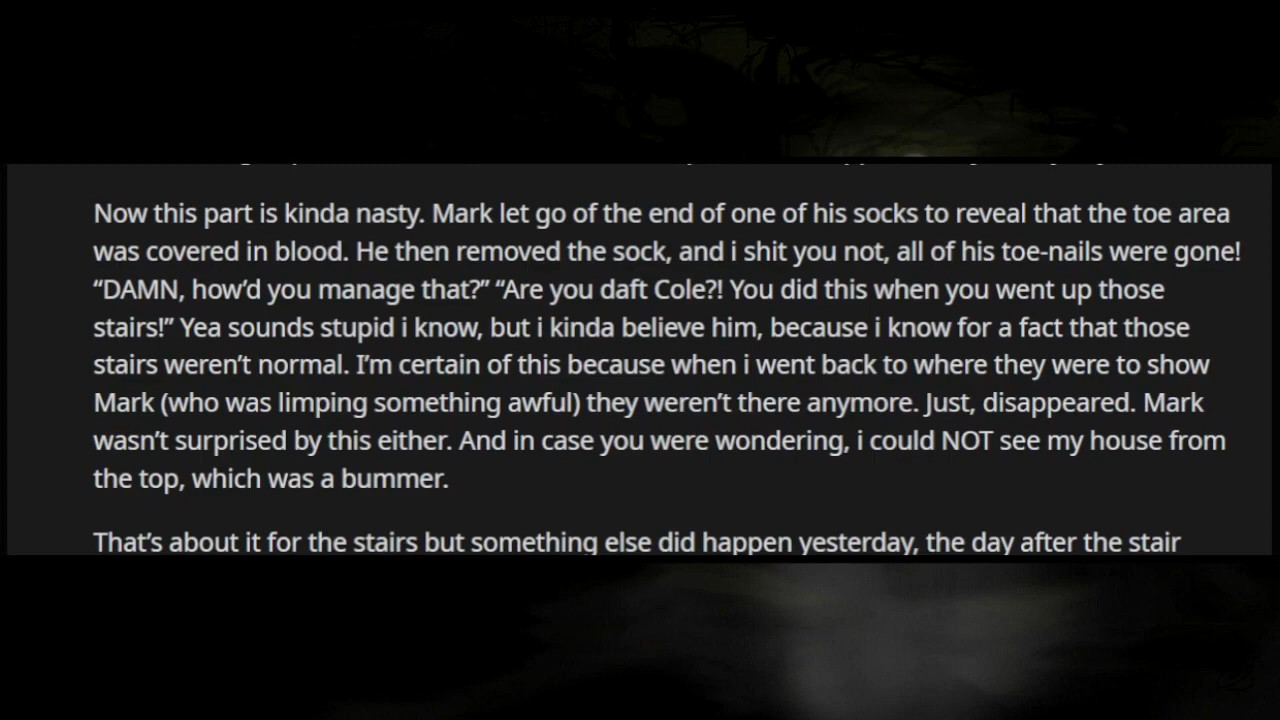 Now this part is kinda nasty. Mark let go of the end of one of his socks to reveal that the toe area
was covered in blood. He then removed the sock, and i shit you not, all of his toe-nails were gone!
“DAMN, how’d you manage that?” “Are you daft Cole?! You did this when you went up those
stairs!” Yea sounds stupid i know, but i kinda believe him, because i know for a fact that those
stairs weren’t normal. I’m certain of this because when i went back to where they were to show
Mark (who was limping something awful) they weren’t there anymore. Just, disappeared. Mark
wasn’t surprised by this either. And in case you were wondering, i could NOT see my house from
the top, which was a bummer.
That’s about it for the stairs but something else did happen yesterday, the day after the stair